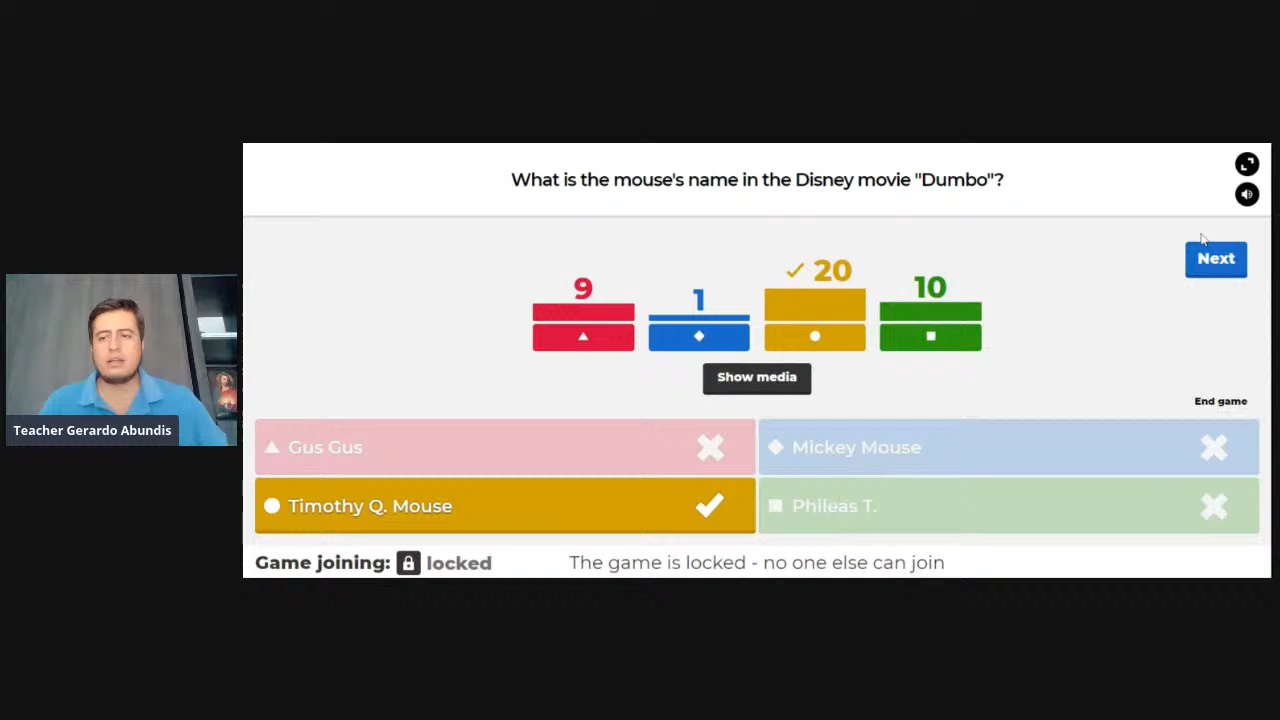 What is the mouse's name in the Disney movie "Dumbo"?
Next
9
1
20
10
Show media
End game
Teacher Gerardo Abundis
Gus Gus
Mickey Mouse
Timothy Q. Mouse
Phileas T.
Game joining: locked
The game is locked - no one else can join